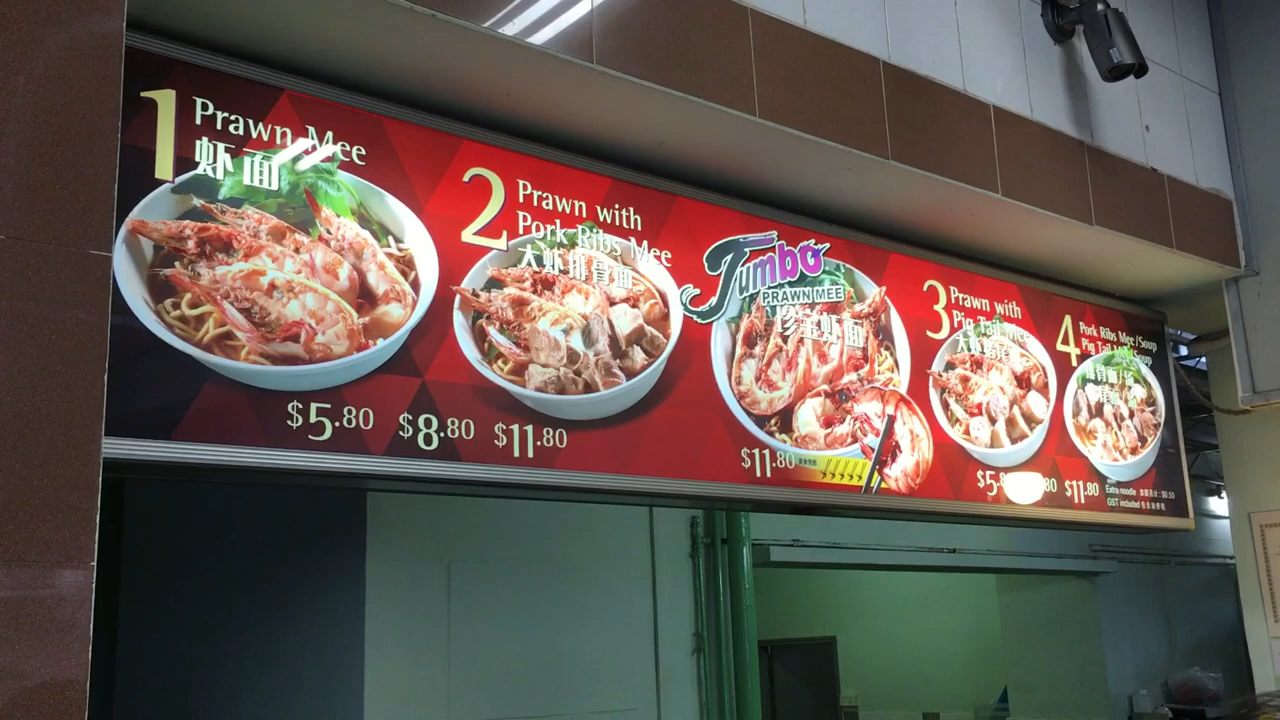 1
Prawn Mee
虾面
2
Prawn with
Pork Ribs Mee
大虾排骨面
$5.80 $8.80 $11.80
Jumbo
PRAWN MEE
珍宝虾面
$11.80
3
Prawn with
Pig Tail Mee
4
Pork Ribs Mee/Soup
Pig Tail Mee/Soup
$11.80
Extra noodle $0.50
GST included